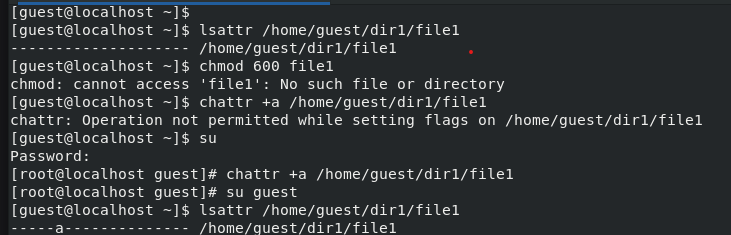 [guest@localhost ~]$
[guest@localhost ~]$ lsattr /home/guest/dir1/file1
-------------------- /home/guest/dir1/file1
[guest@localhost ~]$ chmod 600 file1
chmod: cannot access 'file1': No such file or directory
[guest@localhost ~]$ chattr +a /home/guest/dir1/file1
chattr: Operation not permitted while setting flags on /home/guest/dir1/file1
[guest@localhost ~]$ su
Password:
[root@localhost guest]# chattr +a /home/guest/dir1/file1
[root@localhost guest]# su guest
[guest@localhost ~]$ lsattr /home/guest/dir1/file1
-----a-------------- /home/guest/dir1/file1